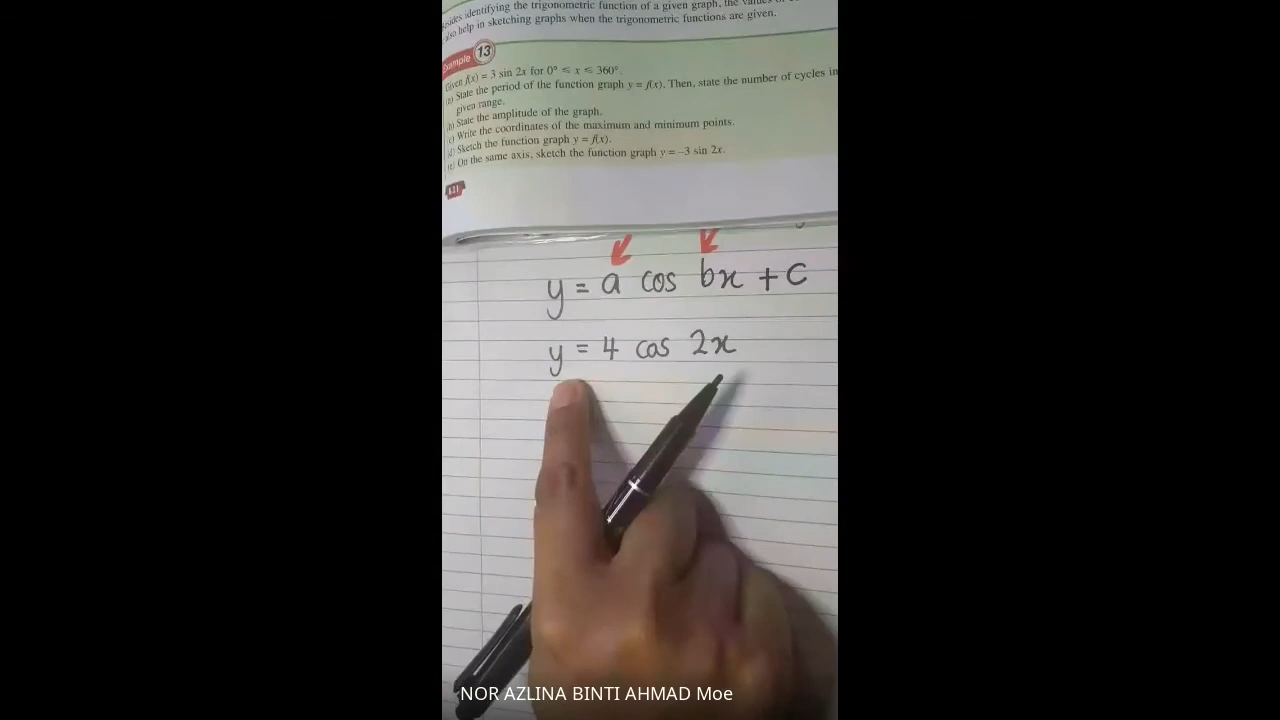 esides identifying the trigonometric function of a given graph, the values of
also help in sketching graphs when the trigonometric functions are given.
Example 13
Given f(x) = 3 sin 2x for 0° ≤ x ≤ 360°.
(a) State the period of the function graph y = f(x). Then, state the number of cycles in
given range.
(b) State the amplitude of the graph.
(c) Write the coordinates of the maximum and minimum points.
(d) Sketch the function graph y = f(x).
(e) On the same axis, sketch the function graph y = –3 sin 2x.
y = a cos bx + c
y = 4 cos 2x
NOR AZLINA BINTI AHMAD Moe